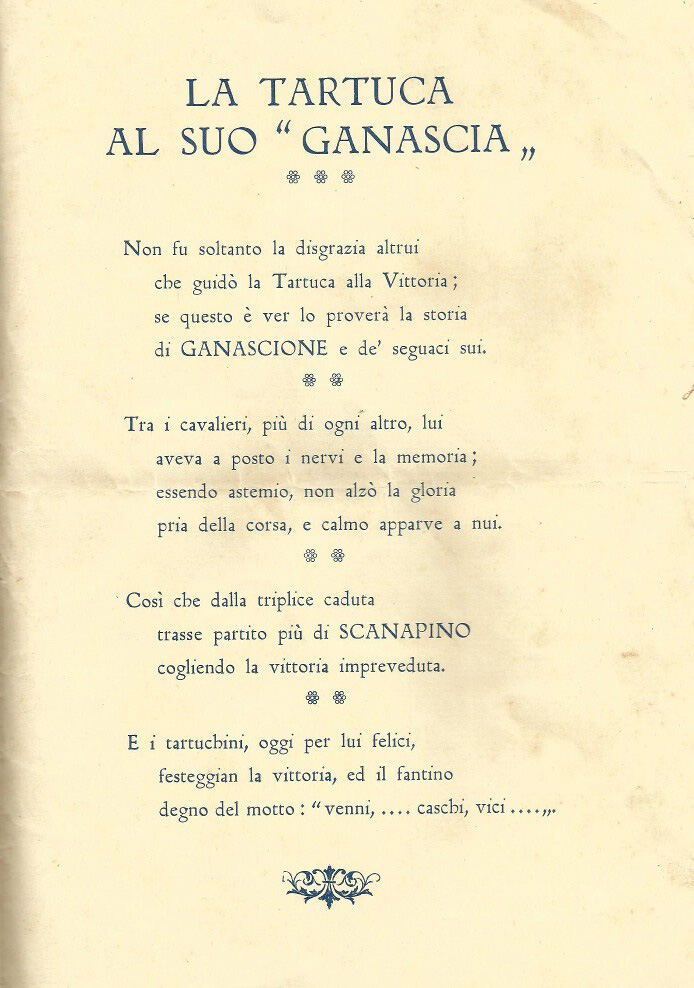 LA TARTUCA
AL SUO “ GANASCIA „
Non fu soltanto la disgrazia altrui
che guidò la Tartuca alla Vittoria ;
se questo è ver lo proverà la storia
di GANASCIONE e de' seguaci sui.
Tra i cavalieri, più di ogni altro, lui
aveva a posto i nervi e la memoria ;
essendo astemio, non alzò la gloria
pria della corsa, e calmo apparve a nui.
Così che dalla triplice caduta
trasse partito più di SCANAPINO
cogliendo la vittoria impreveduta.
E i tartuchini, oggi per lui felici,
festeggian la vittoria, ed il fantino
degno del motto : “ venni, .... caschi, vici ....„.